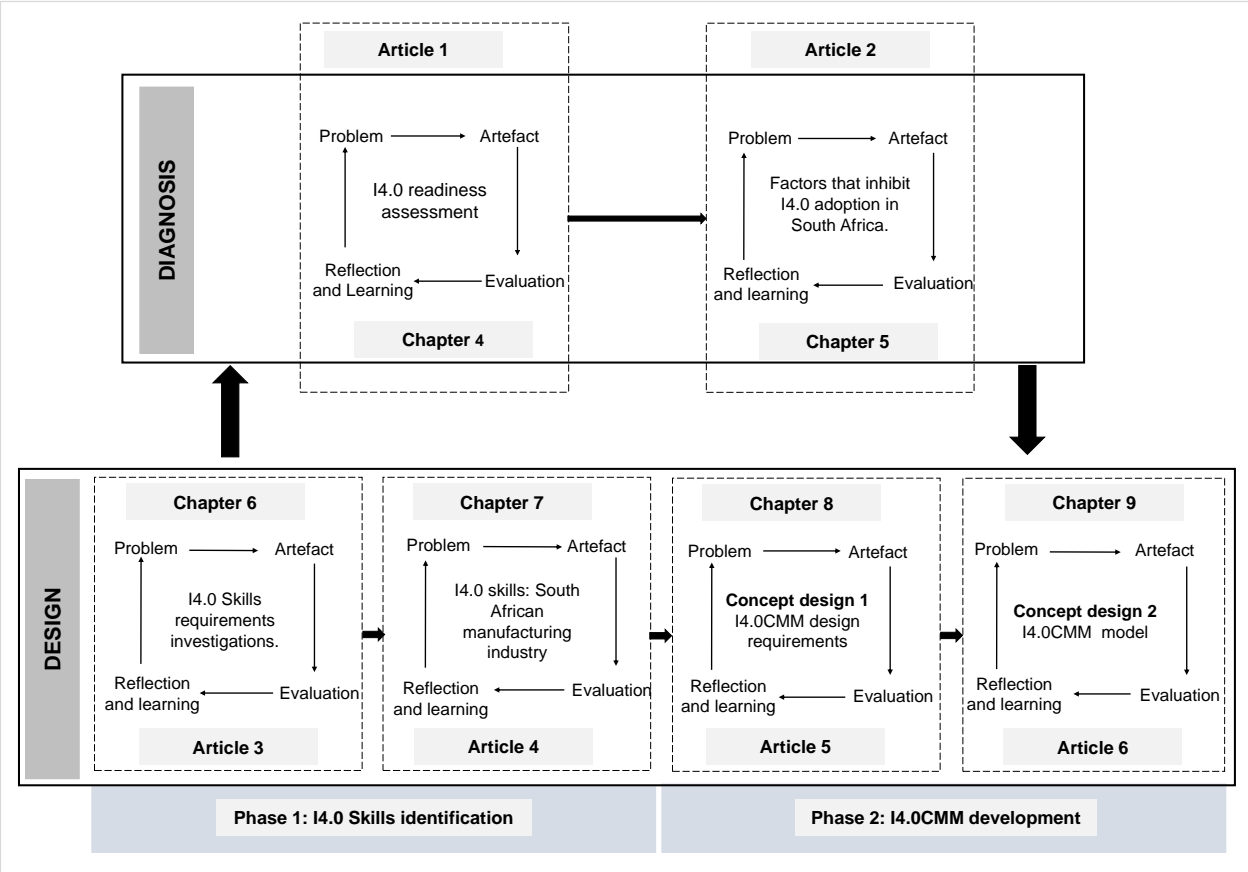 Article 1
Article 2
DIAGNOSIS
Problem
Artefact
I4.0 readiness
assessment
Reflection
and Learning
Evaluation
Chapter 4
Problem
Artefact
Factors that inhibit
I4.0 adoption in
South Africa.
Reflection
and learning
Evaluation
Chapter 5
DESIGN
Chapter 6
Problem
Artefact
I4.0 Skills
requirements
investigations.
Reflection
and learning
Evaluation
Article 3
Chapter 7
Problem
Artefact
I4.0 skills: South
African
manufacturing
industry
Reflection
and learning
Evaluation
Article 4
Chapter 8
Problem
Artefact
Concept design 1
I4.0CMM design
requirements
Reflection
and learning
Evaluation
Article 5
Chapter 9
Problem
Artefact
Concept design 2
I4.0CMM model
Reflection
and learning
Evaluation
Article 6
Phase 1: I4.0 Skills identification
Phase 2: I4.0CMM development